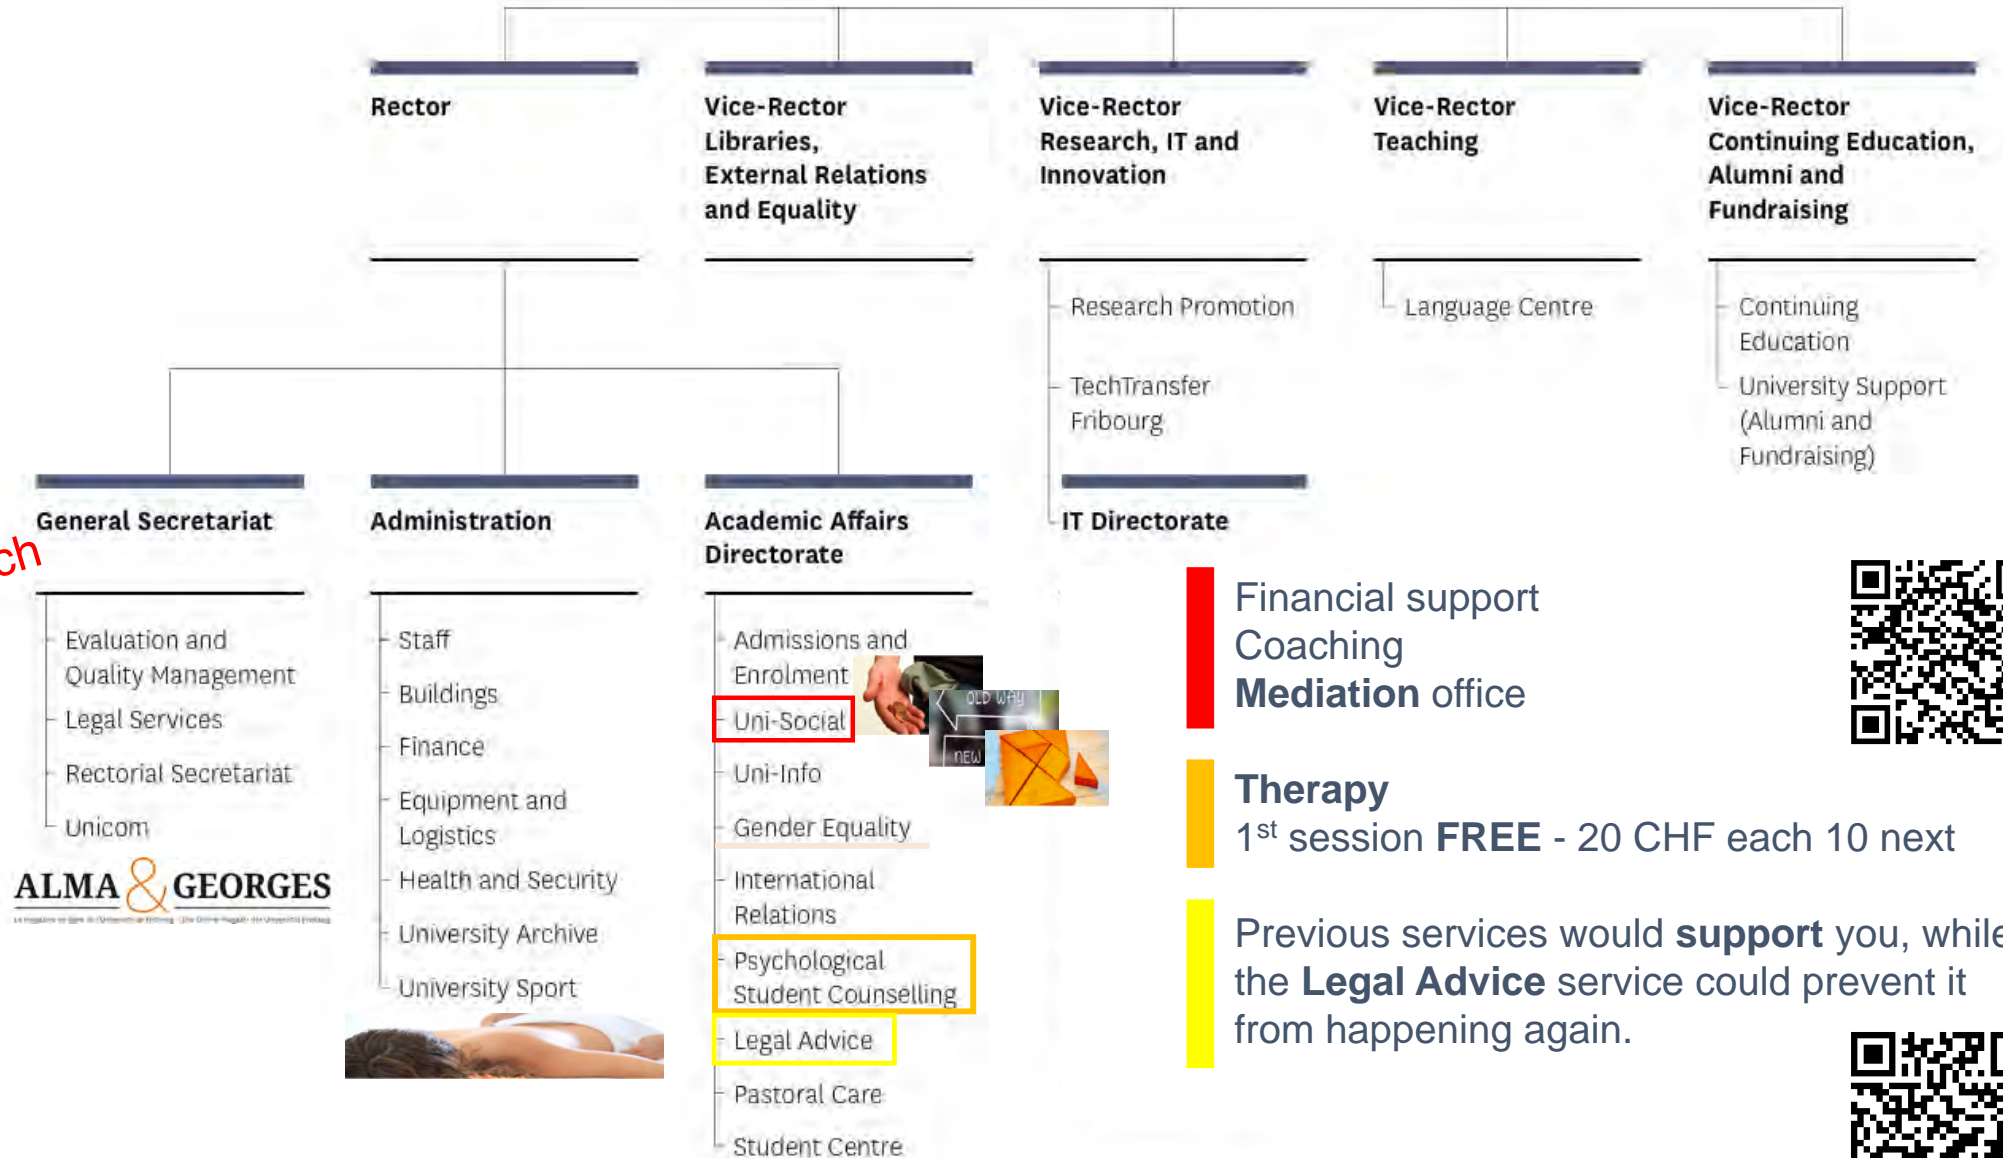 Rector
Vice-Rector
Libraries,
External Relations
and Equality
Vice-Rector
Research, IT and
Innovation
Vice-Rector
Teaching
Vice-Rector
Continuing Education,
Alumni and
Fundraising
Research Promotion
TechTransfer
Fribourg
IT Directorate
Language Centre
Continuing
Education
University Support
(Alumni and
Fundraising)
ch
General Secretariat
Evaluation and
Quality Management
Legal Services
Rectorial Secretariat
Unicom
ALMA & GEORGES
Administration
Staff
Buildings
Finance
Equipment and
Logistics
Health and Security
University Archive
University Sport
Academic Affairs
Directorate
Admissions and
Enrolment
Uni-Social
Uni-Info
Gender Equality
International
Relations
Psychological
Student Counselling
Legal Advice
Pastoral Care
Student Centre
OLD WAY
NEW
Financial support
Coaching
Mediation office
Therapy
1st session FREE - 20 CHF each 10 next
Previous services would support you, while
the Legal Advice service could prevent it
from happening again.